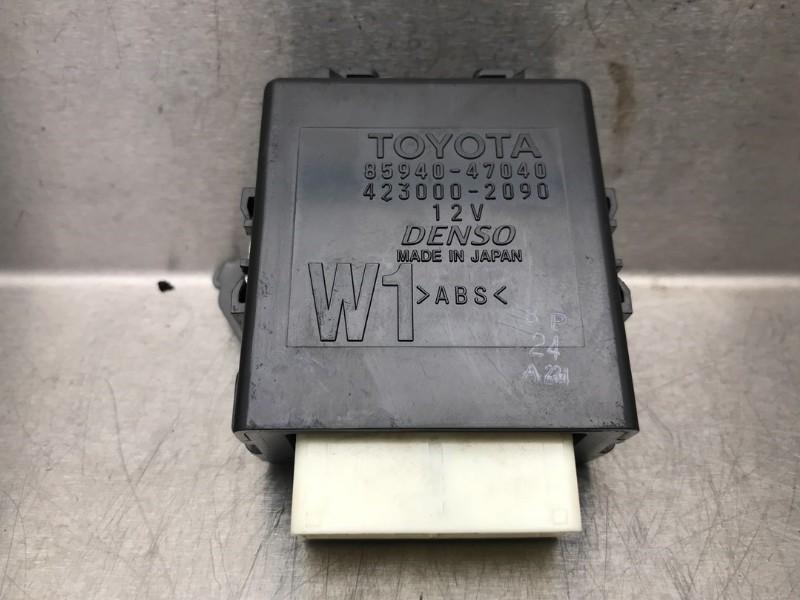 TOYOTA
85940-47040
423000-2090
12V
DENSO
MADE IN JAPAN
W1 >ABS<
P
24